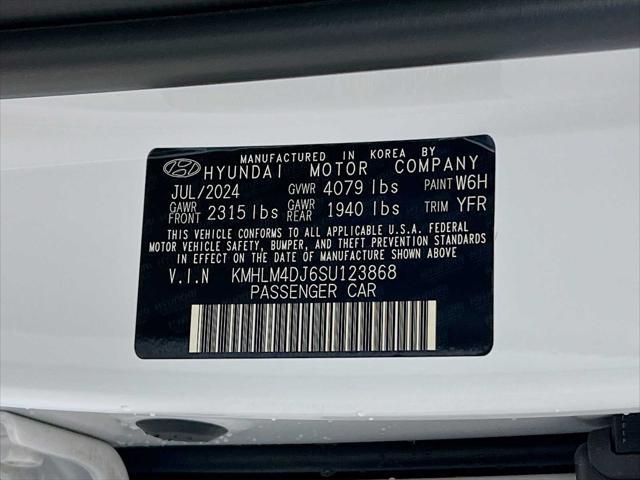 MANUFACTURED IN KOREA BY
HYUNDAI MOTOR COMPANY
JUL/2024 GVWR 4079 lbs PAINT W6H
GAWR FRONT 2315 lbs GAWR REAR 1940 lbs TRIM YFR
THIS VEHICLE CONFORMS TO ALL APPLICABLE U.S.A. FEDERAL
MOTOR VEHICLE SAFETY, BUMPER, AND THEFT PREVENTION STANDARDS
IN EFFECT ON THE DATE OF MANUFACTURE SHOWN ABOVE
V.I.N KMHLM4DJ6SU123868
PASSENGER CAR